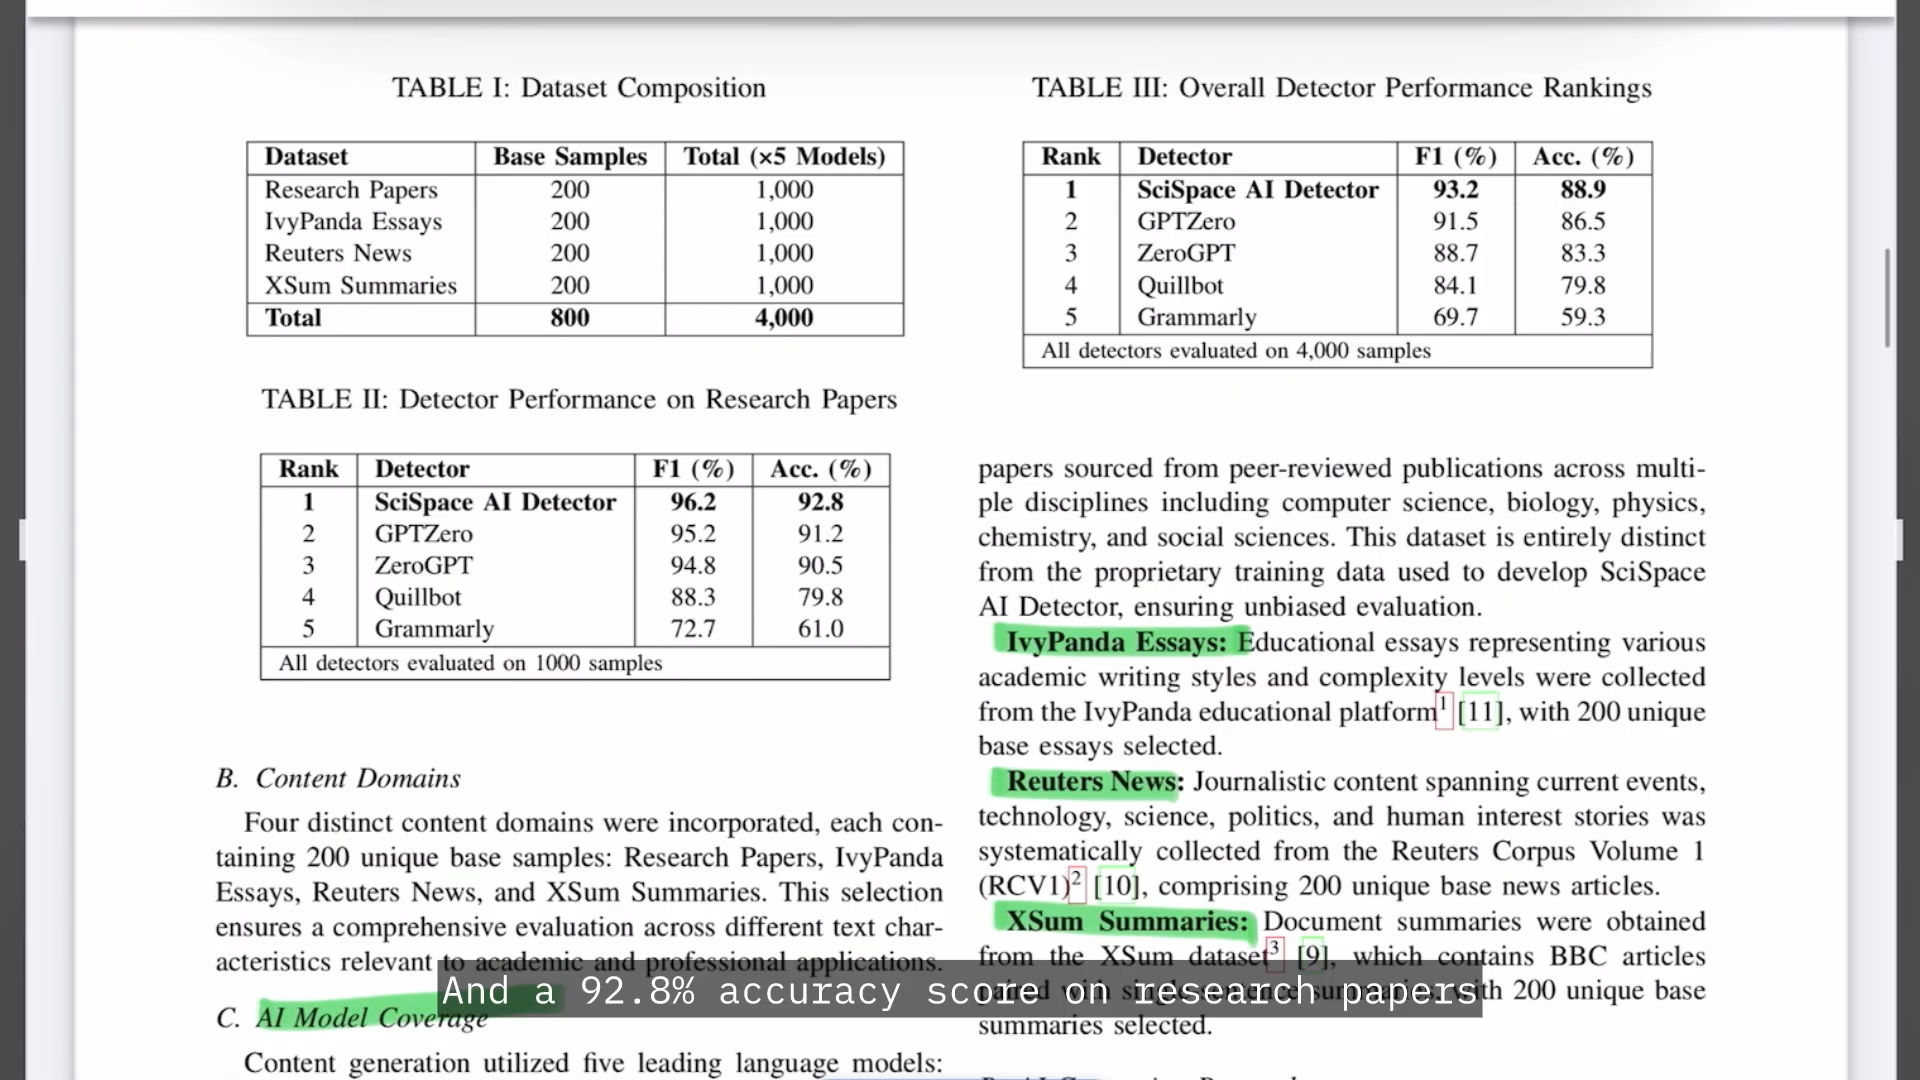 TABLE I: Dataset Composition
Dataset Base Samples Total (×5 Models)
Research Papers 200 1,000
IvyPanda Essays 200 1,000
Reuters News 200 1,000
XSum Summaries 200 1,000
Total 800 4,000
TABLE II: Detector Performance on Research Papers
Rank Detector F1 (%) Acc. (%)
1 SciSpace AI Detector 96.2 92.8
2 GPTZero 95.2 91.2
3 ZeroGPT 94.8 90.5
4 Quillbot 88.3 79.8
5 Grammarly 72.7 61.0
All detectors evaluated on 1000 samples
B. Content Domains
Four distinct content domains were incorporated, each con-
taining 200 unique base samples: Research Papers, IvyPanda
Essays, Reuters News, and XSum Summaries. This selection
ensures a comprehensive evaluation across different text char-
acteristics relevant to academic and professional applications.
C. AI Model Coverage
Content generation utilized five leading language models:
TABLE III: Overall Detector Performance Rankings
Rank Detector F1 (%) Acc. (%)
1 SciSpace AI Detector 93.2 88.9
2 GPTZero 91.5 86.5
3 ZeroGPT 88.7 83.3
4 Quillbot 84.1 79.8
5 Grammarly 69.7 59.3
All detectors evaluated on 4,000 samples
papers sourced from peer-reviewed publications across multi-
ple disciplines including computer science, biology, physics,
chemistry, and social sciences. This dataset is entirely distinct
from the proprietary training data used to develop SciSpace
AI Detector, ensuring unbiased evaluation.
IvyPanda Essays: Educational essays representing various
academic writing styles and complexity levels were collected
from the IvyPanda educational platform1 [11], with 200 unique
base essays selected.
Reuters News: Journalistic content spanning current events,
technology, science, politics, and human interest stories was
systematically collected from the Reuters Corpus Volume 1
(RCV1)2 [10], comprising 200 unique base news articles.
XSum Summaries: Document summaries were obtained
from the XSum dataset3 [9], which contains BBC articles
paired with single-sentence summaries, with 200 unique base
summaries selected.
And a 92.8% accuracy score on research papers